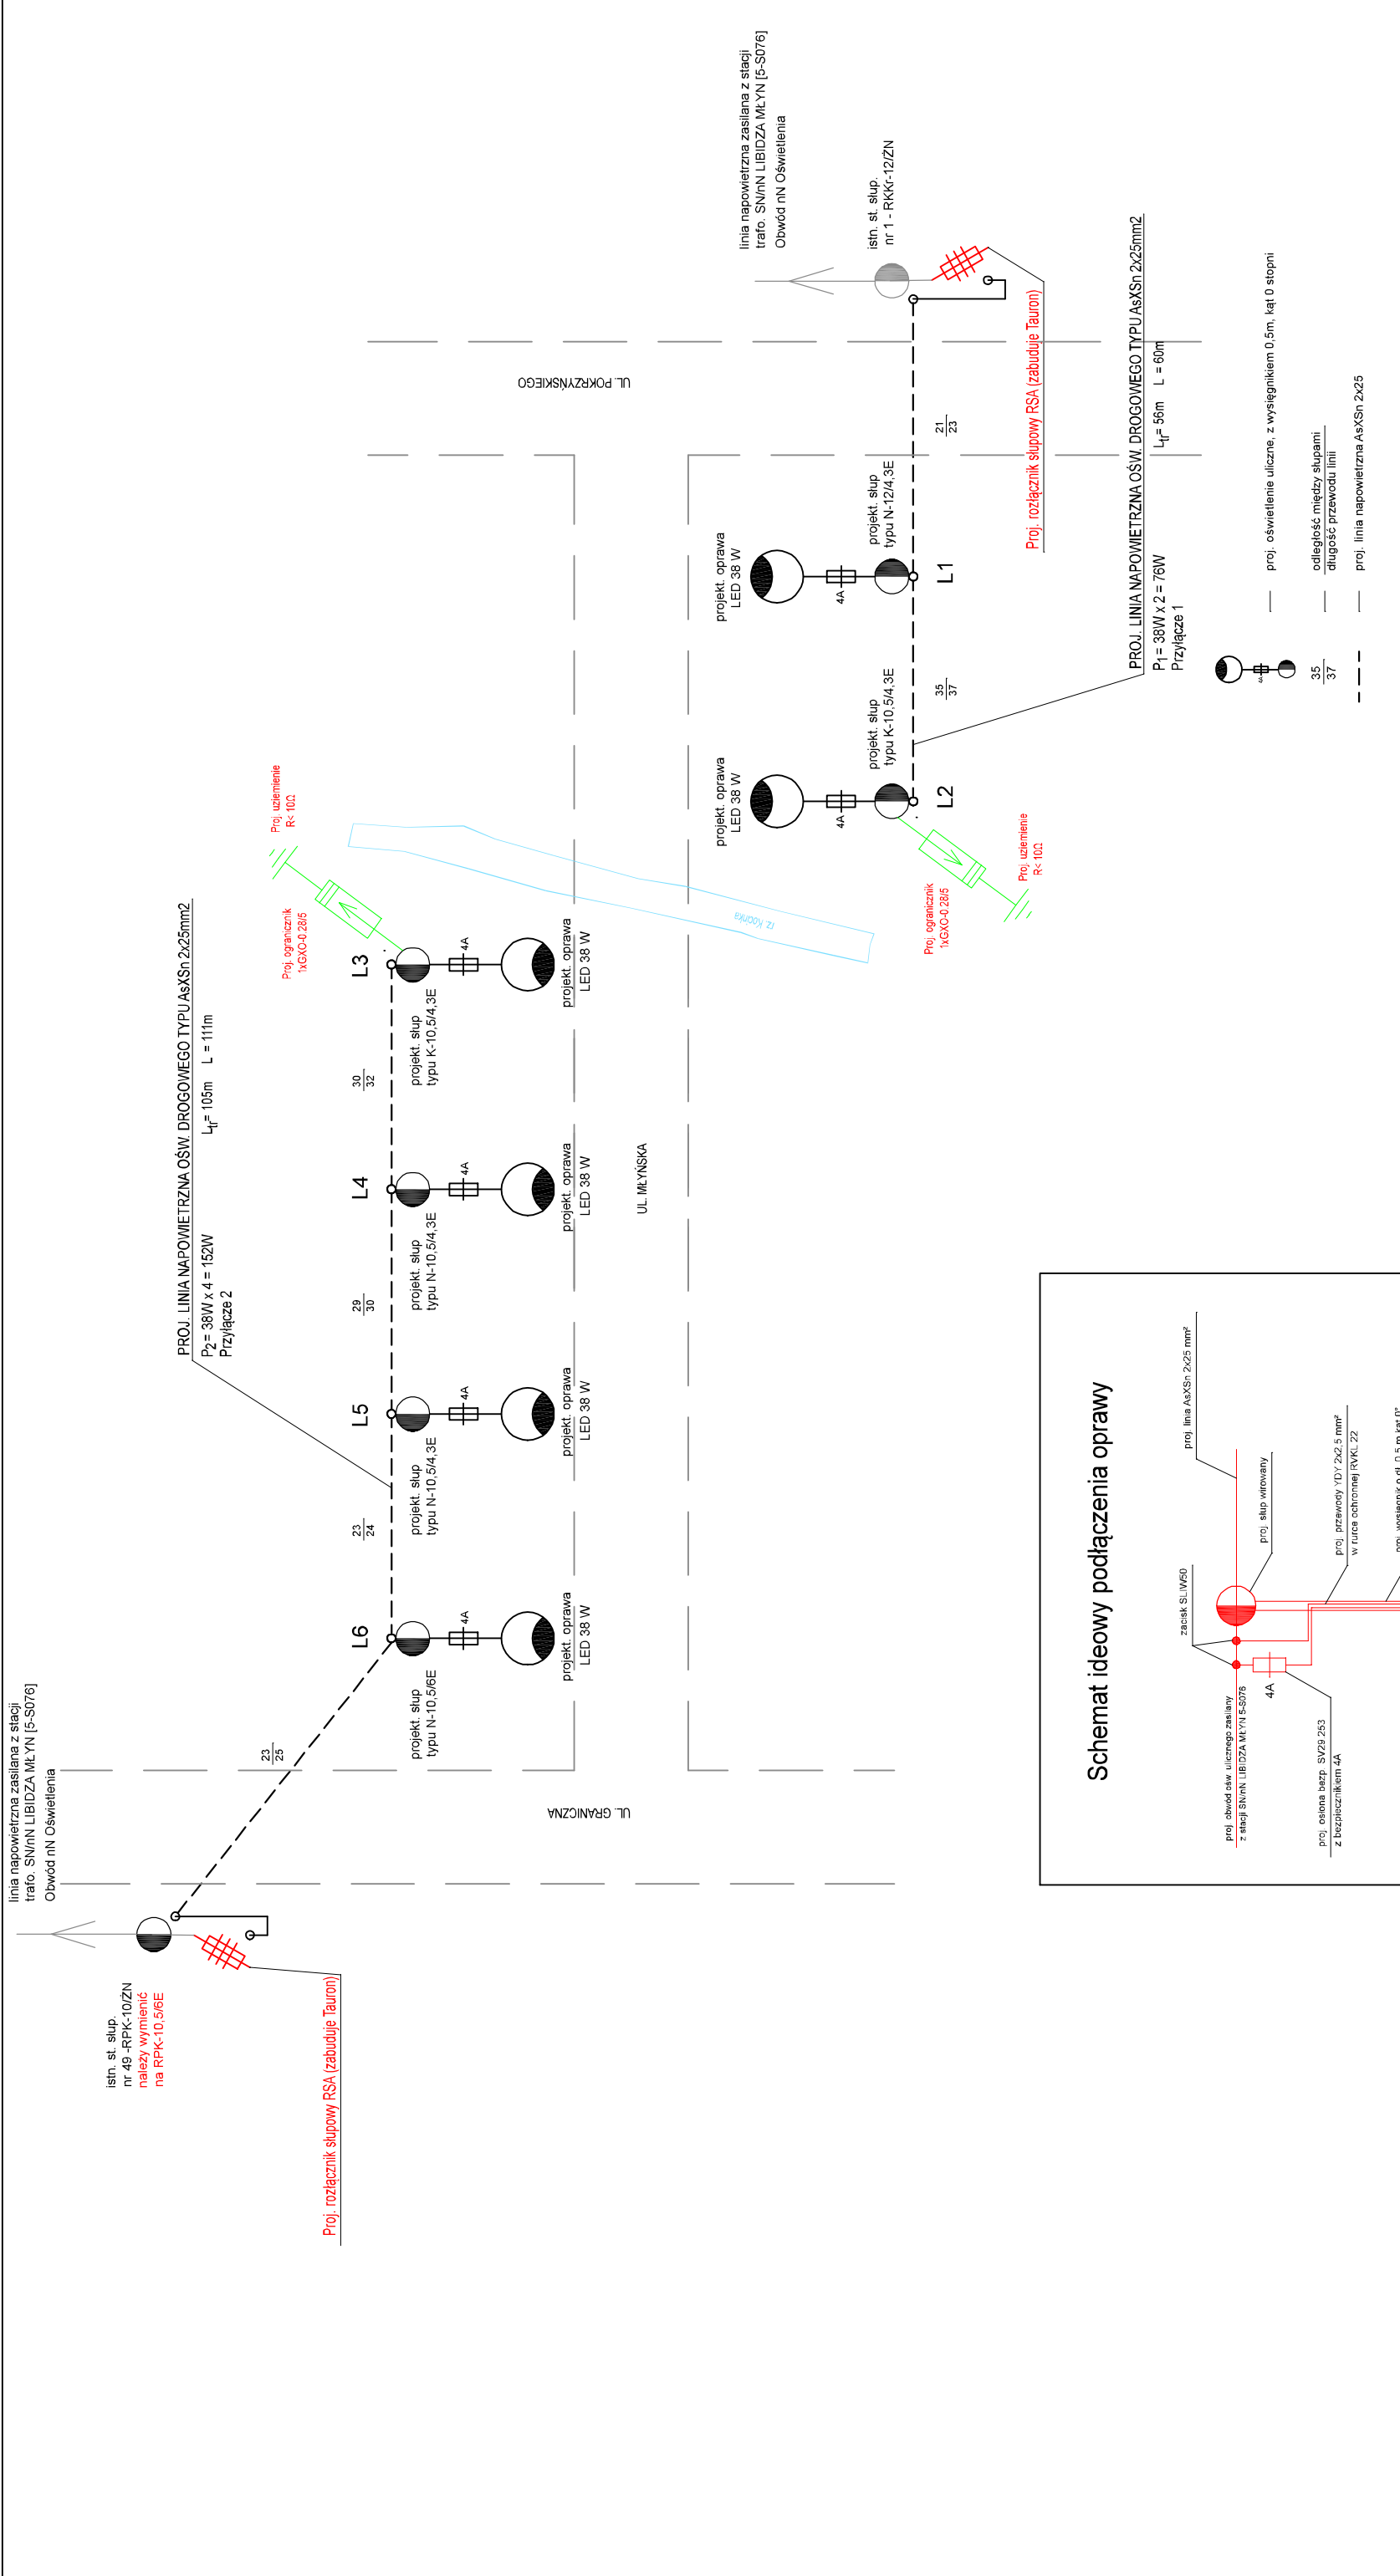 linia napowietrzna zasilana z stacji
trafo. SN/nN LIBIDZA MŁYN [5-S076]
Obwód nN Oświetlenia
istn. st. słup.
nr 49 -RPK-10/ŻN
należy wymienić
na RPK-10,5/6E
Proj. rozłącznik słupowy RSA (zabuduje Tauron)
23
25
UL. GRANICZNA
PROJ. LINIA NAPOWIETRZNA OŚW. DROGOWEGO TYPU AsXSn 2x25mm2
P2= 38W x 4 = 152W
Ltr= 105m L = 111m
Przyłącze 2
L6
projekt. słup
typu N-10,5/6E
4A
projekt. oprawa
LED 38 W
23
24
L5
projekt. słup
typu N-10,5/4,3E
4A
projekt. oprawa
LED 38 W
29
30
L4
projekt. słup
typu N-10,5/4,3E
4A
projekt. oprawa
LED 38 W
30
32
L3
projekt. słup
typu K-10,5/4,3E
4A
projekt. oprawa
LED 38 W
Proj. ogranicznik
1xGXO-0.28/5
Proj. uziemienie
R< 10Ω
UL. MŁYŃSKA
rz. Kocinka
projekt. oprawa
LED 38 W
4A
projekt. słup
typu K-10,5/4,3E
L2
Proj. ogranicznik
1xGXO-0.28/5
Proj. uziemienie
R< 10Ω
35
37
projekt. oprawa
LED 38 W
4A
projekt. słup
typu N-12/4,3E
L1
21
23
UL. POKRZYŃSKIEGO
linia napowietrzna zasilana z stacji
trafo. SN/nN LIBIDZA MŁYN [5-S076]
Obwód nN Oświetlenia
istn. st. słup.
nr 1 - RKKr-12/ŻN
Proj. rozłącznik słupowy RSA (zabuduje Tauron)
PROJ. LINIA NAPOWIETRZNA OŚW. DROGOWEGO TYPU AsXSn 2x25mm2
P1= 38W x 2 = 76W
Ltr= 56m L = 60m
Przyłącze 1
proj. oświetlenie uliczne, z wysięgnikiem 0,5m, kąt 0 stopni
35
37
odległość między słupami
długość przewodu linii
proj. linia napowietrzna AsXSn 2x25
Schemat ideowy podłączenia oprawy
proj. obwód ośw. ulicznego zasilany
z stacji SN/nN LIBIDZA MŁYN 5-S076
zacisk SLIW50
proj. linia AsXSn 2x25 mm²
proj. słup wirowany
4A
proj. osłona bezp. SV29.253
z bezpiecznikiem 4A
proj. przewody YDY 2x2,5 mm²
w rurce ochronnej RVKL 22